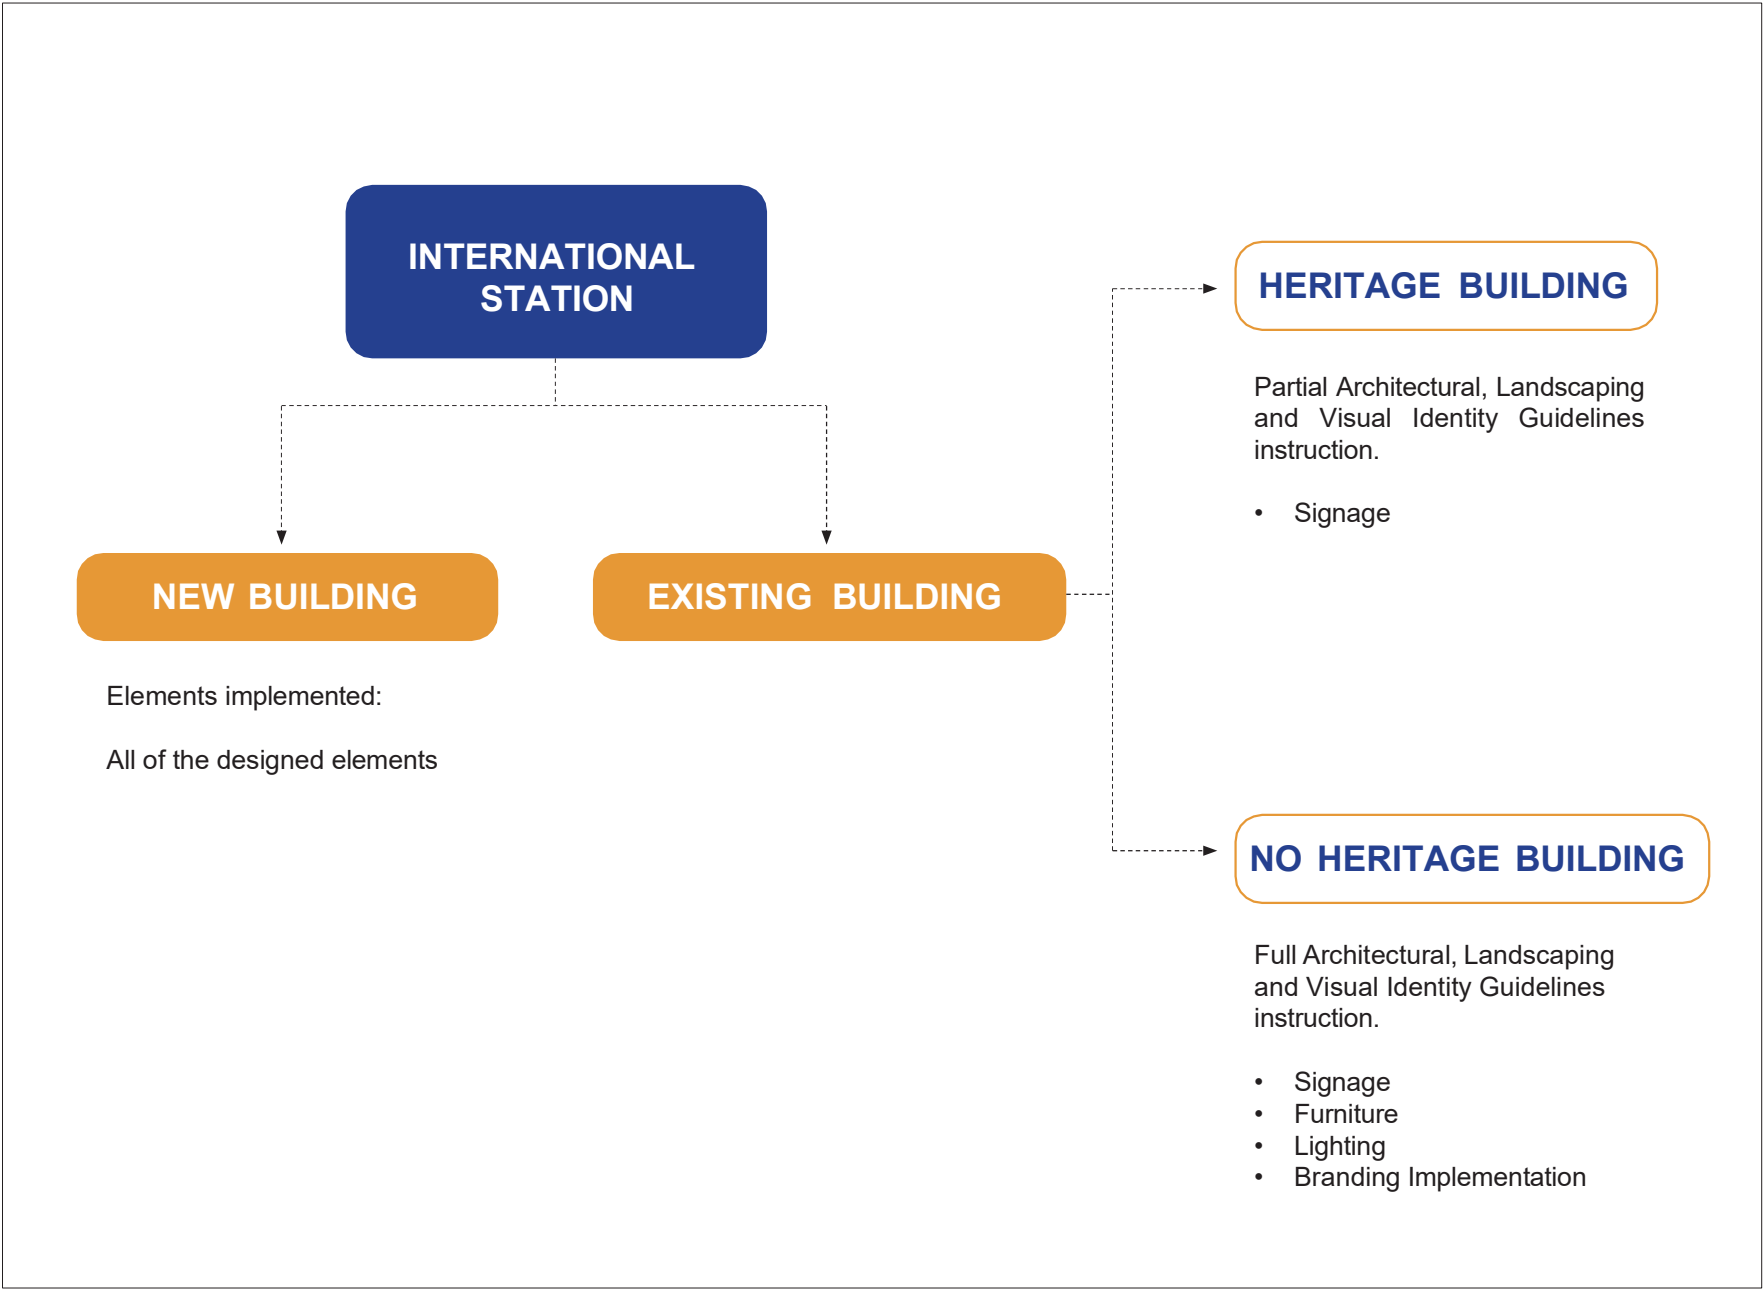 INTERNATIONAL
STATION
NEW BUILDING
Elements implemented:
All of the designed elements
EXISTING BUILDING
HERITAGE BUILDING
Partial Architectural, Landscaping
and Visual Identity Guidelines
instruction.
• Signage
NO HERITAGE BUILDING
Full Architectural, Landscaping
and Visual Identity Guidelines
instruction.
• Signage
• Furniture
• Lighting
• Branding Implementation